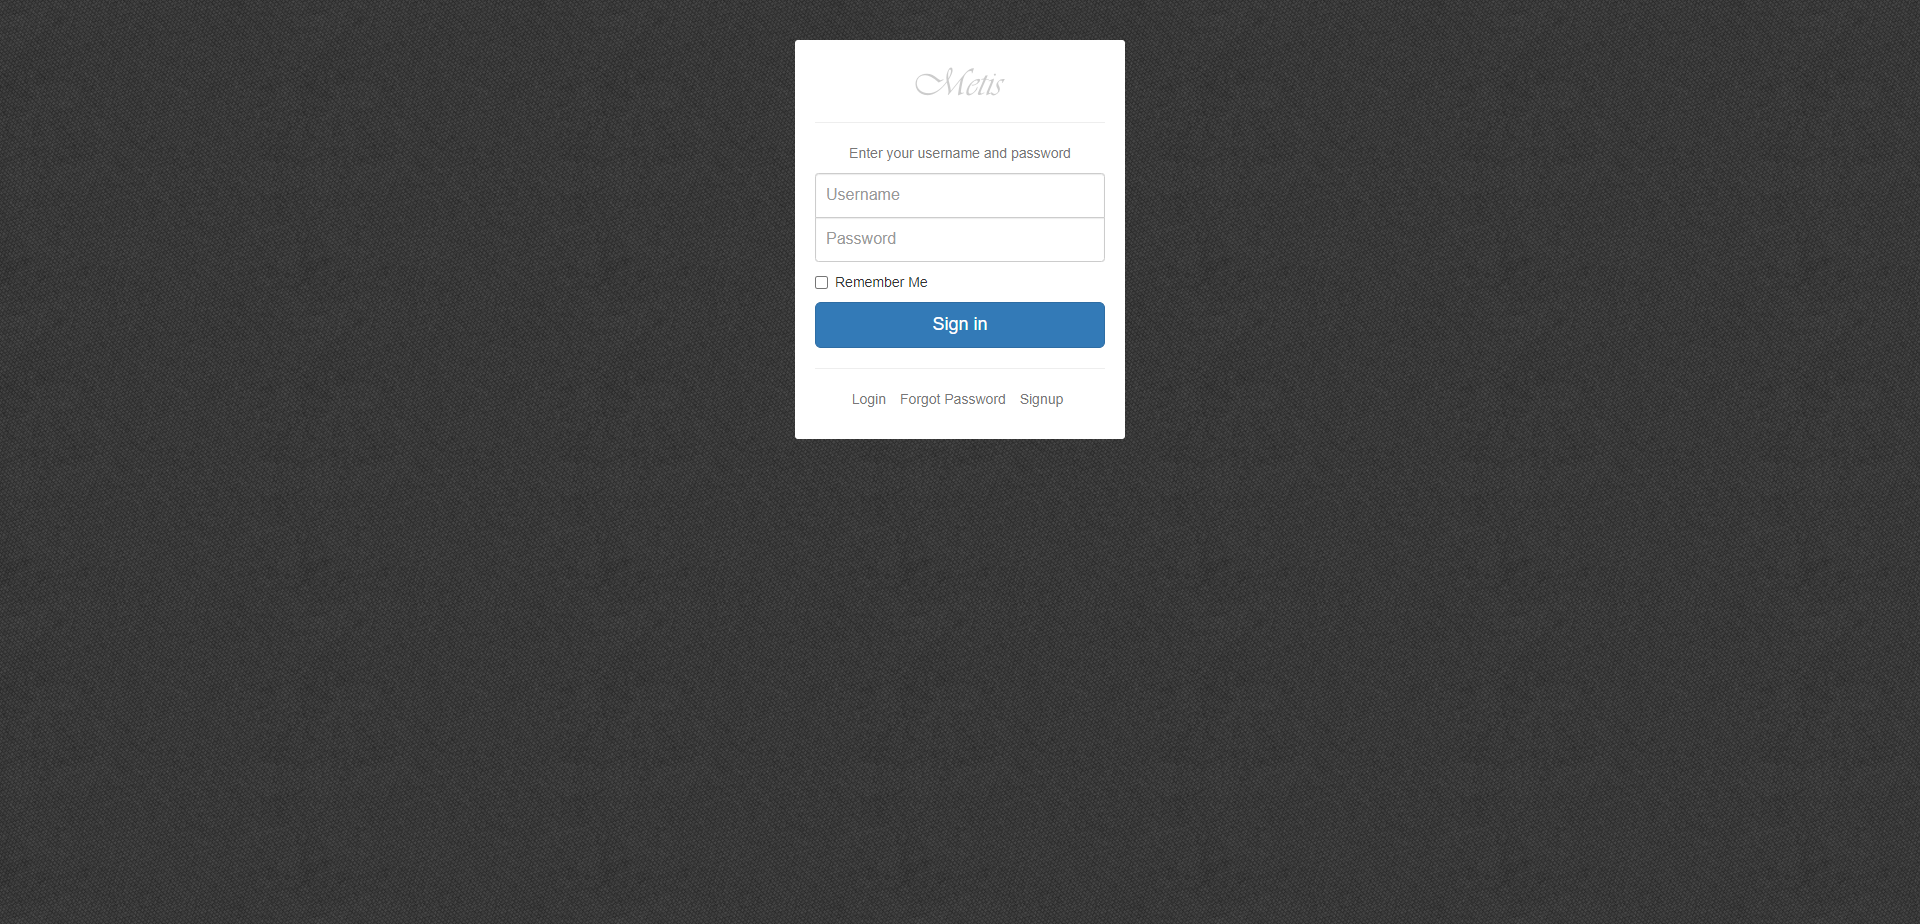 Metis
Enter your username and password
Username
Password
Remember Me
Sign in
Login Forgot Password Signup